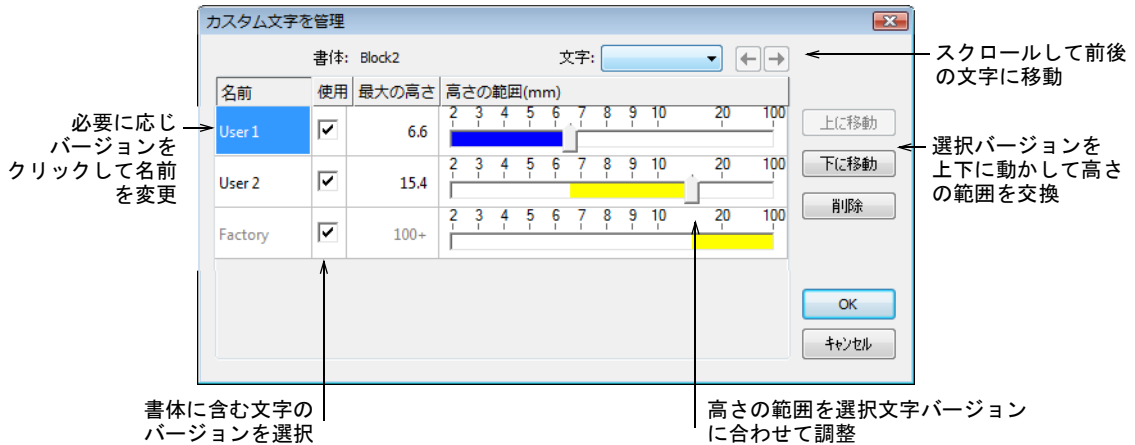 カスタム文字を管理
書体: Block2 文字:
スクロールして前後
の文字に移動
名前 使用 最大の高さ 高さの範囲(mm)
必要に応じ
バージョンを
クリックして名前
を変更
User 1 6.6 2 3 4 5 6 7 8 9 10 20 100
上に移動
User 2 15.4 2 3 4 5 6 7 8 9 10 20 100
下に移動
選択バージョンを
上下に動かして高さ
の範囲を交換
削除
Factory 100+ 2 3 4 5 6 7 8 9 10 20 100
OK
キャンセル
書体に含む文字の
バージョンを選択
高さの範囲を選択文字バージョン
に合わせて調整